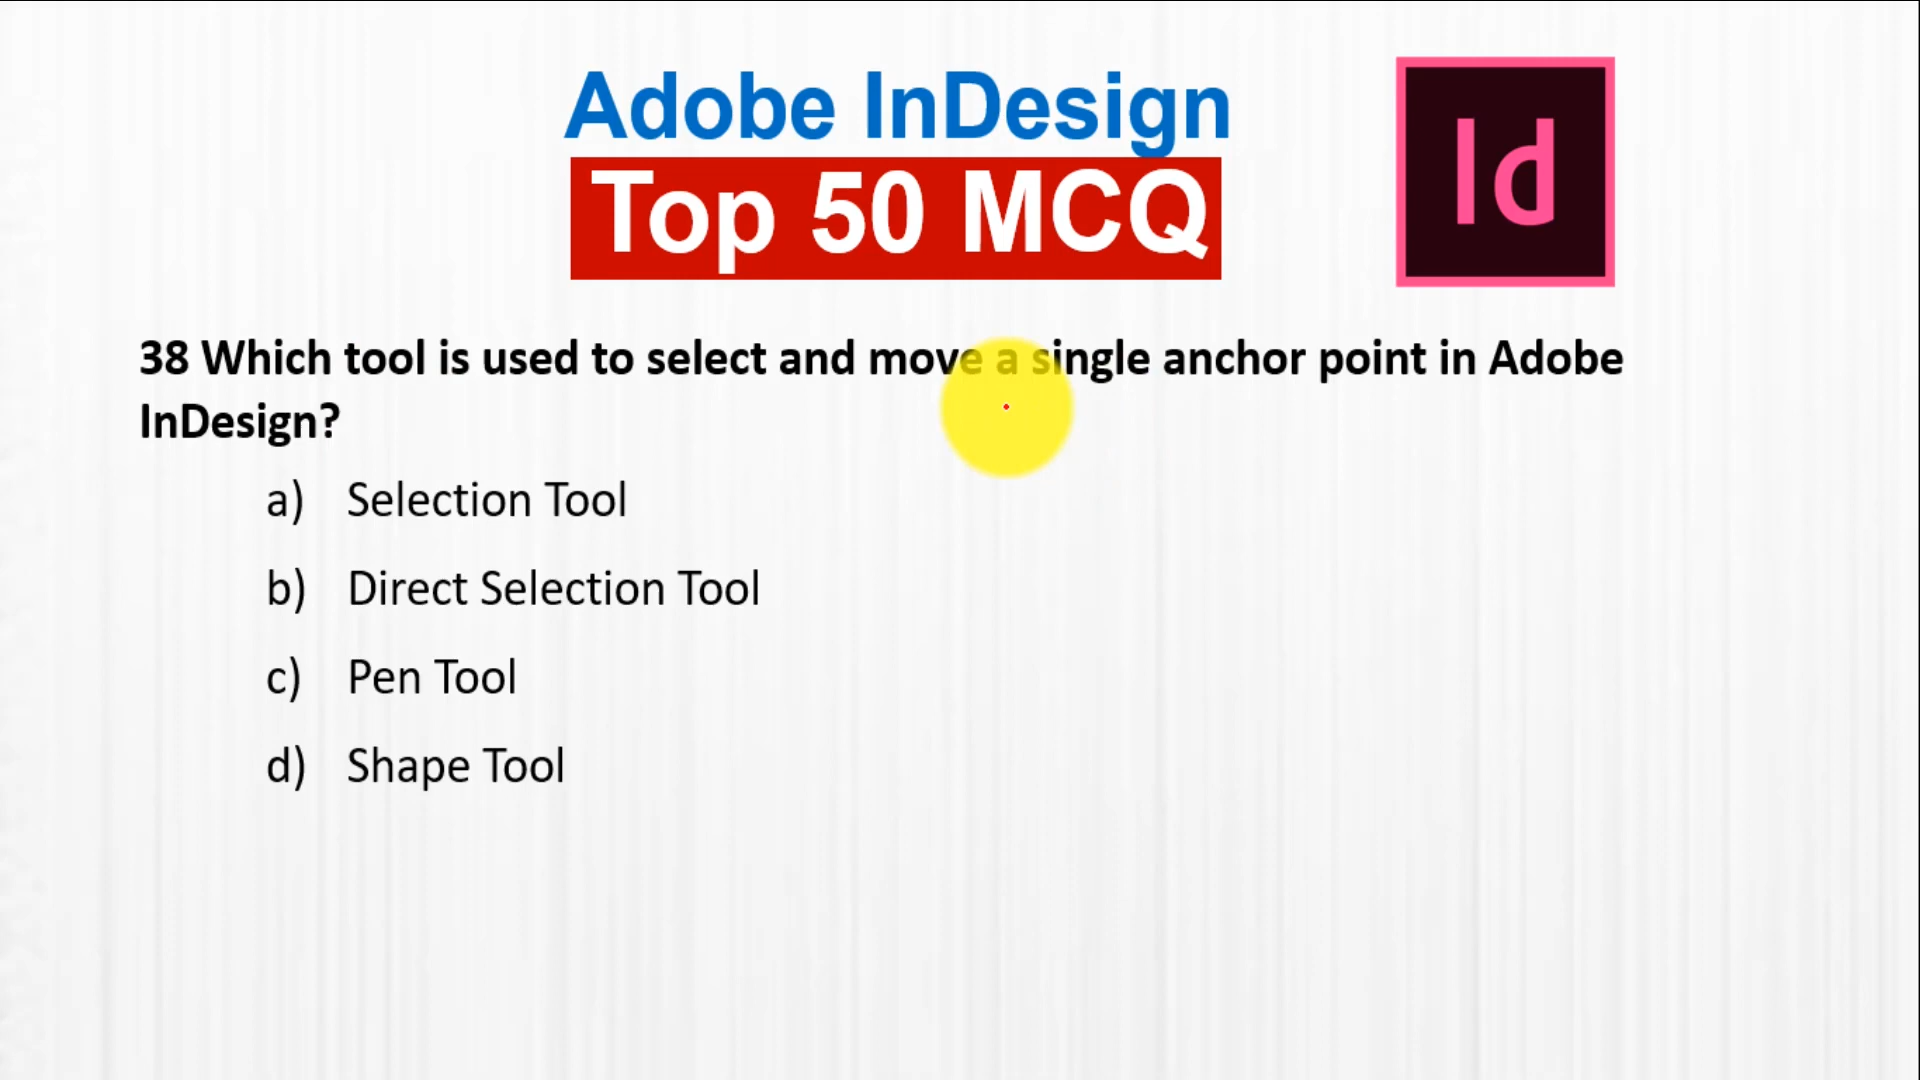 Adobe InDesign
Top 50 MCQ
Id
38 Which tool is used to select and move a single anchor point in Adobe
InDesign?
a) Selection Tool
b) Direct Selection Tool
c) Pen Tool
d) Shape Tool